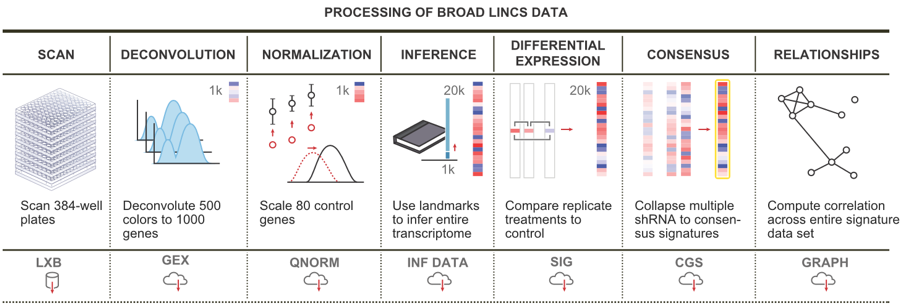 PROCESSING OF BROAD LINCS DATA
SCAN
DECONVOLUTION
NORMALIZATION
INFERENCE
DIFFERENTIAL
EXPRESSION
CONSENSUS
RELATIONSHIPS
1k
1k
20k
1k
20k
Scan 384-well
plates
Deconvolute 500
colors to 1000
genes
Scale 80 control
genes
Use landmarks
to infer entire
transcriptome
Compare replicate
treatments to
control
Collapse multiple
shRNA to consen-
sus signatures
Compute correlation
across entire signature
data set
LXB
GEX
QNORM
INF DATA
SIG
CGS
GRAPH